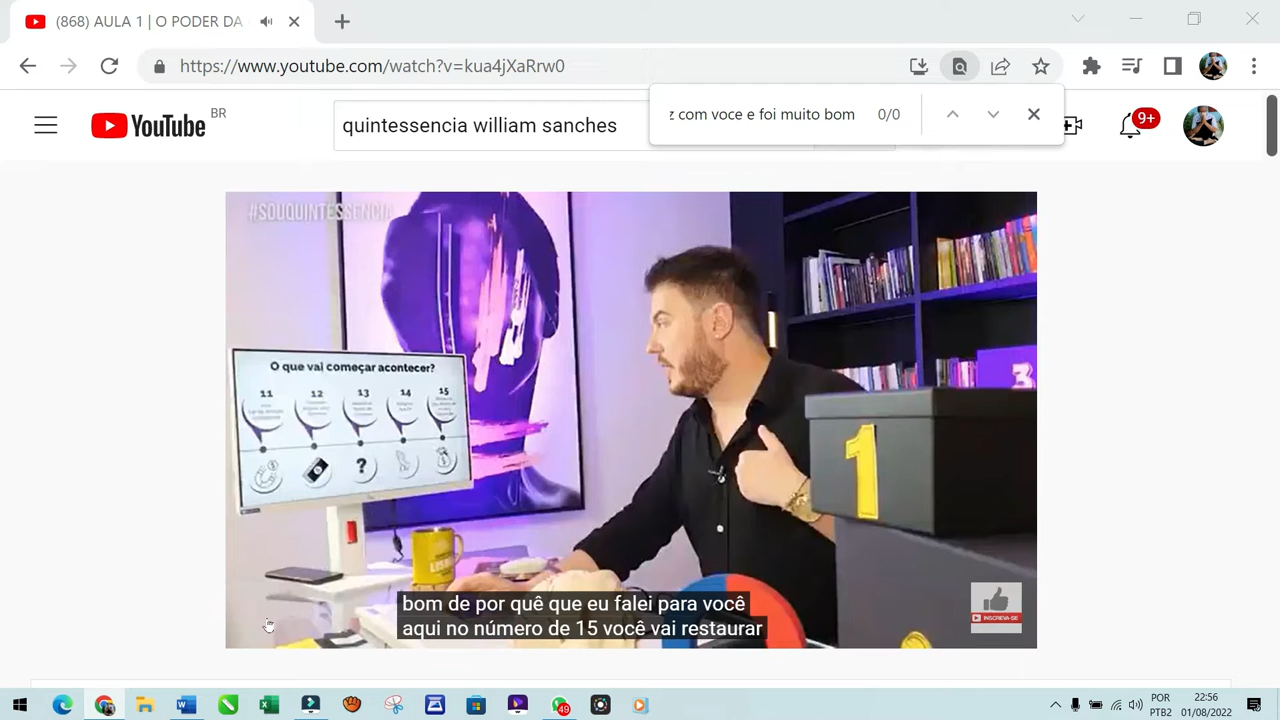 (868) AULA 1 | O PODER DA
https://www.youtube.com/watch?v=kua4jXaRrw0
z com voce e foi muito bom 0/0
YouTube BR
quintessencia william sanches
9+
#SOUQUINTESSENCIA
O que vai começar acontecer?
11 12 13 14 15
3
1
bom de por quê que eu falei para você
aqui no número de 15 você vai restaurar
INSCREVA-SE
49
POR
PTB2
22:56
01/08/2022